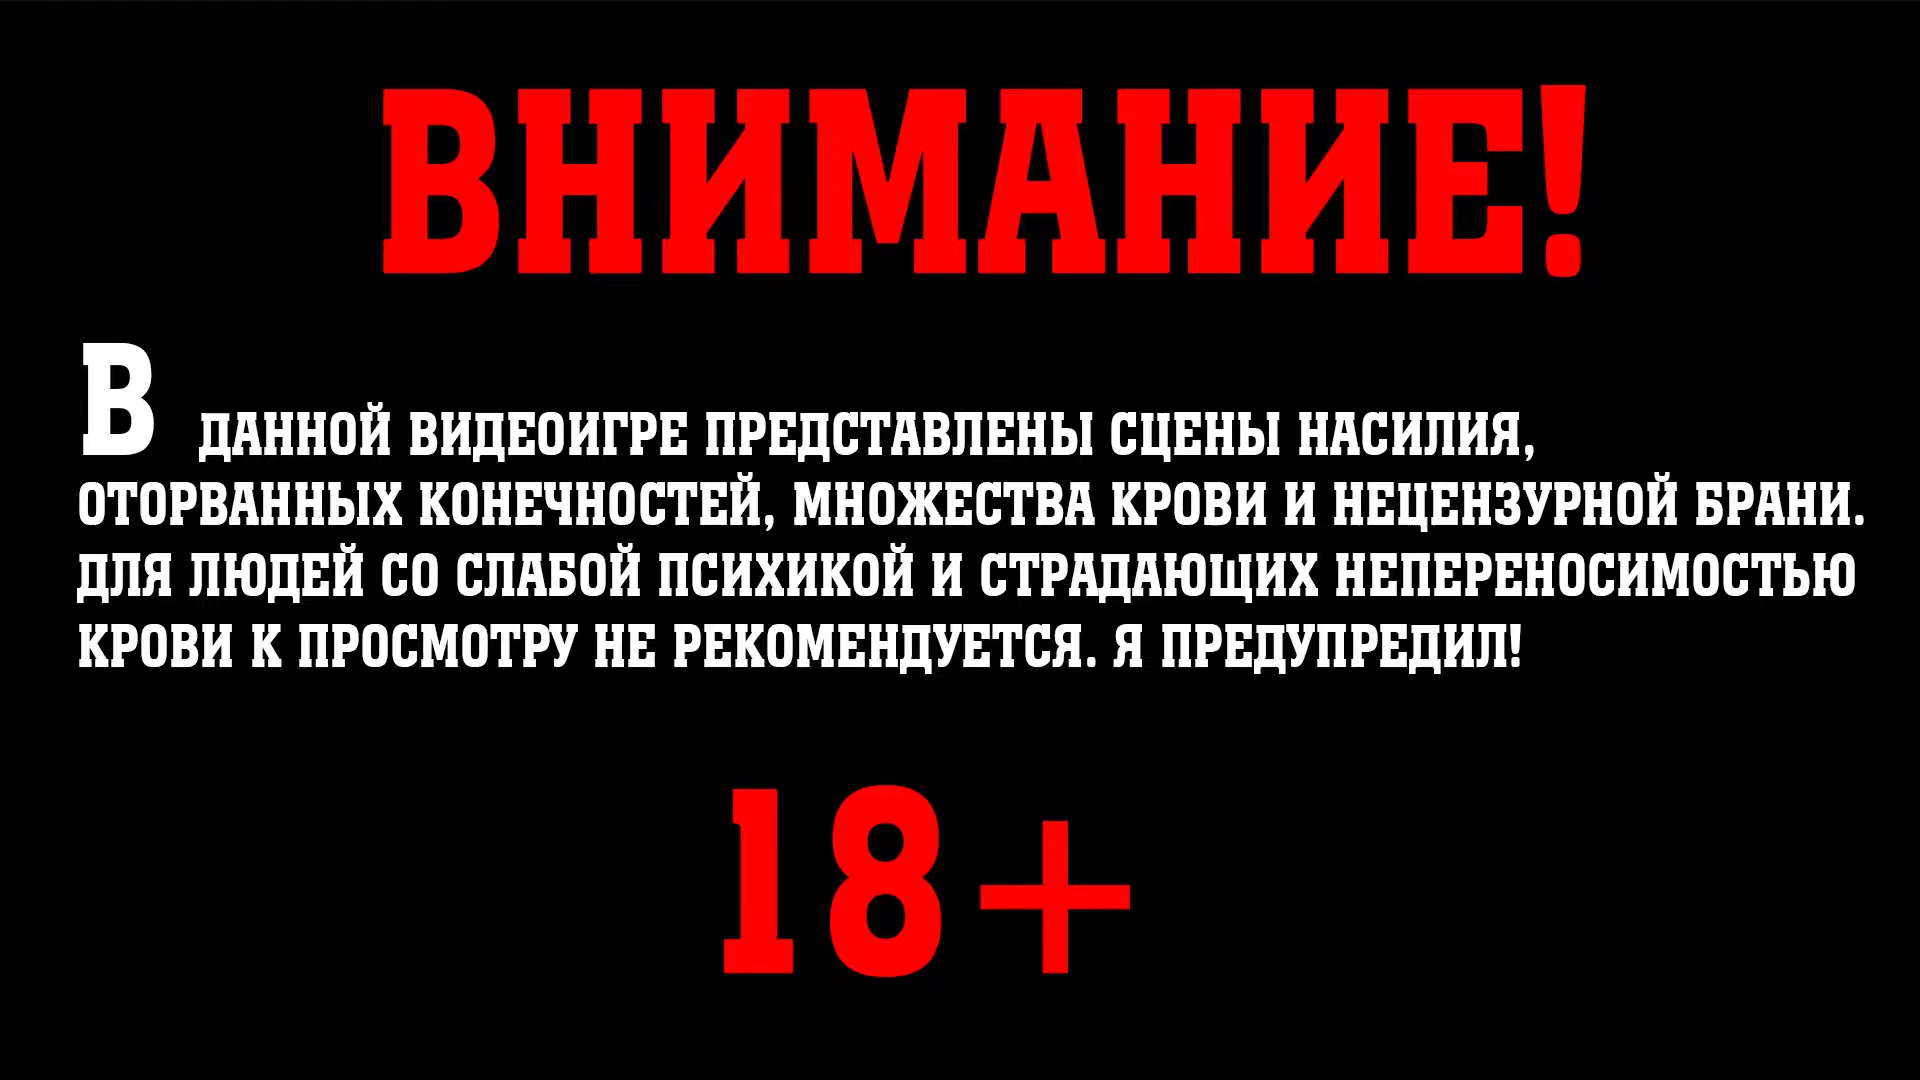 ВНИМАНИЕ!
В ДАННОЙ ВИДЕОИГРЕ ПРЕДСТАВЛЕНЫ СЦЕНЫ НАСИЛИЯ,
ОТОРВАННЫХ КОНЕЧНОСТЕЙ, МНОЖЕСТВА КРОВИ И НЕЦЕНЗУРНОЙ БРАНИ.
ДЛЯ ЛЮДЕЙ СО СЛАБОЙ ПСИХИКОЙ И СТРАДАЮЩИХ НЕПЕРЕНОСИМОСТЬЮ
КРОВИ К ПРОСМОТРУ НЕ РЕКОМЕНДУЕТСЯ. Я ПРЕДУПРЕДИЛ!
18+